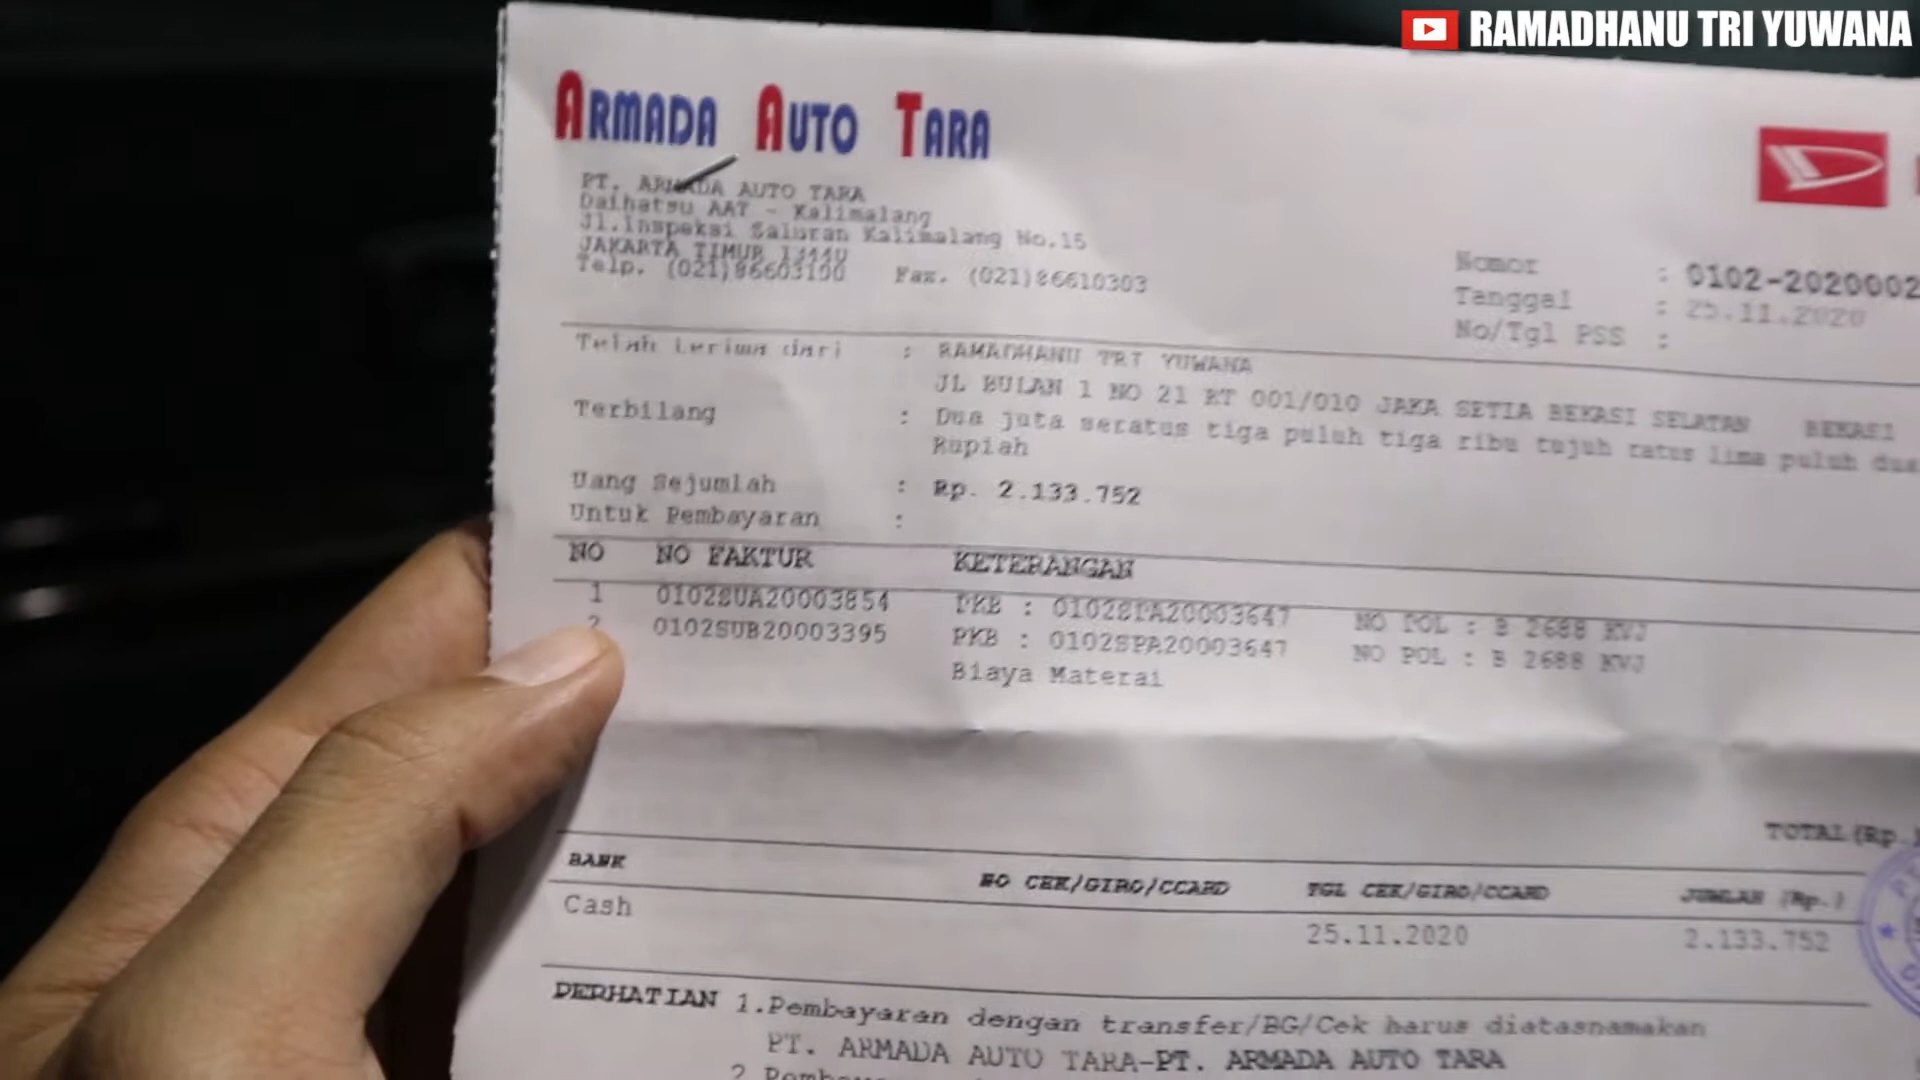 RAMADHANU TRI YUWANA
ARMADA AUTO TARA
PT. ARMADA AUTO TARA
Daihatsu AAT - Kalimalang
Jl.Inspeksi Saluran Kalimalang No.15
JAKARTA TIMUR 13440
Telp. (021)86603100 Fax. (021)86610303
Nomor : 0102-2020002
Tanggal : 25.11.2020
No/Tgl PSS :
Telah terima dari : RAMADHANU TRI YUWANA
JL BULAN 1 NO 21 RT 001/010 JAKA SETIA BEKASI SELATAN BEKASI
Terbilang : Dua juta seratus tiga puluh tiga ribu tujuh ratus lima puluh dua
Rupiah
Uang Sejumlah : Rp. 2.133.752
Untuk Pembayaran :
NO NO FAKTUR KETERANGAN
1 0102SUA20003854 PKB : 0102SPA20003647 NO POL : B 2688 KVJ
2 0102SUB20003395 PKB : 0102SPA20003647 NO POL : B 2688 KVJ
Biaya Materai
TOTAL (Rp.)
BANK NO CEK/GIRO/CCARD TGL CEK/GIRO/CCARD JUMLAH (Rp.)
Cash 25.11.2020 2.133.752
PERHATIAN 1.Pembayaran dengan transfer/BG/Cek harus diatasnamakan
PT. ARMADA AUTO TARA-PT. ARMADA AUTO TARA
2